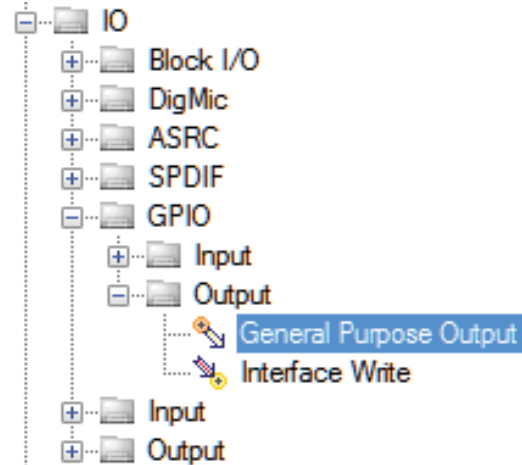 IO
Block I/O
DigMic
ASRC
SPDIF
GPIO
Input
Output
General Purpose Output
Interface Write
Input
Output